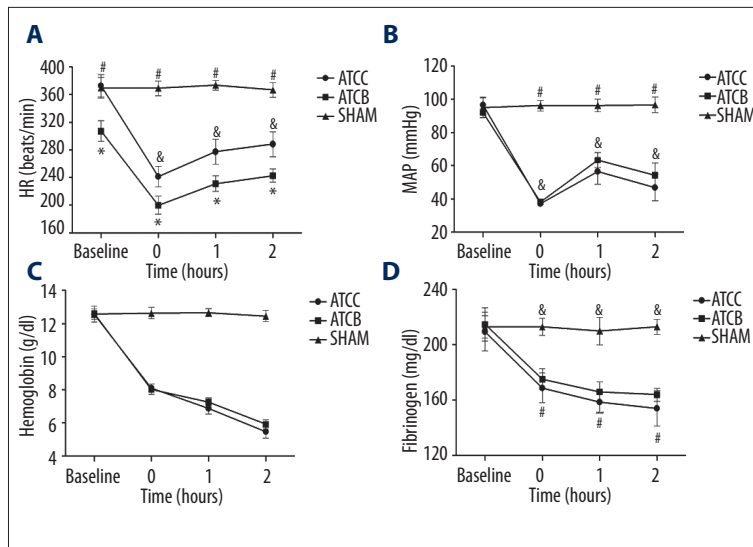 A
HR (beats/min)
400
360
320
280
240
200
160
# # # #
& & &
* * * *
Baseline 0 1 2
Time (hours)
ATCC
ATCB
SHAM
B
MAP (mmHg)
120
100
80
60
40
20
# # #
& & &
Baseline 0 1 2
Time (hours)
ATCC
ATCB
SHAM
C
Hemoglobin (g/dl)
14
12
10
8
6
4
Baseline 0 1 2
Time (hours)
ATCC
ATCB
SHAM
D
Fibrinogen (mg/dl)
240
200
160
120
& & &
# # #
Baseline 0 1 2
Time (hours)
ATCC
ATCB
SHAM